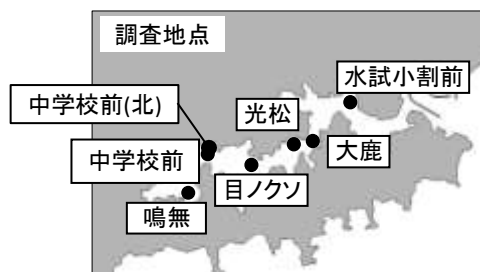 調査地点
水試小割前
中学校前(北)
光松
中学校前
大鹿
目ノクソ
鳴無